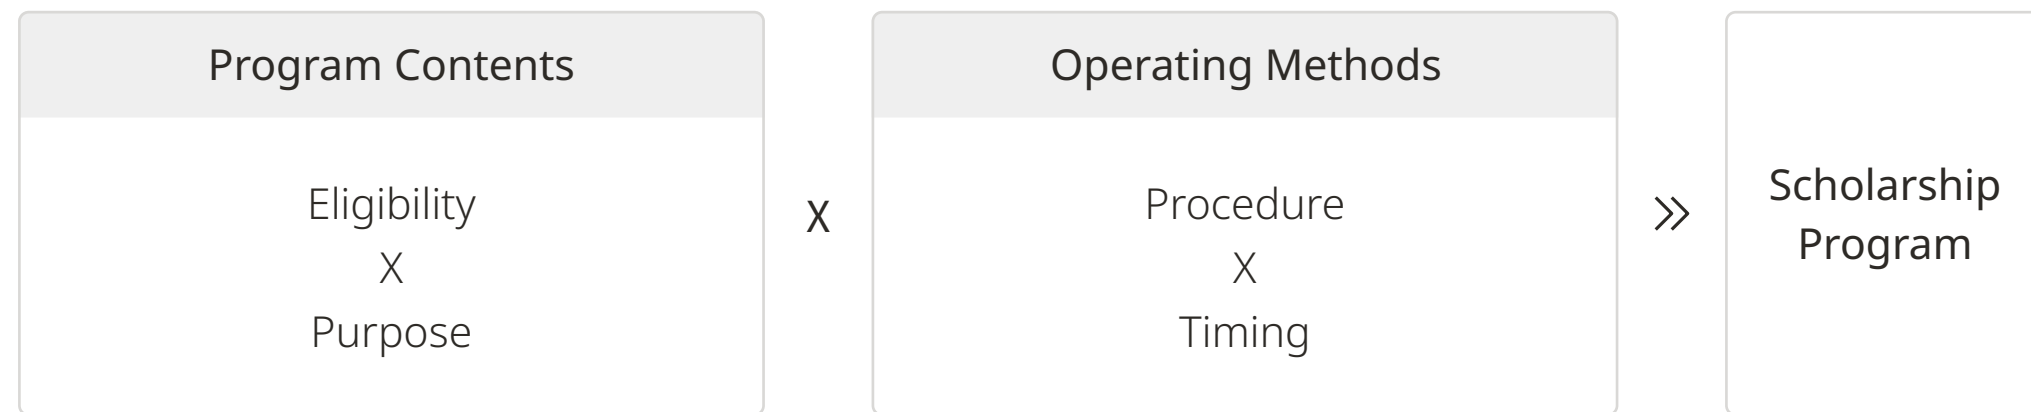 Program Contents
Eligibility
X
Purpose
X
Operating Methods
Procedure
X
Timing
Scholarship
Program